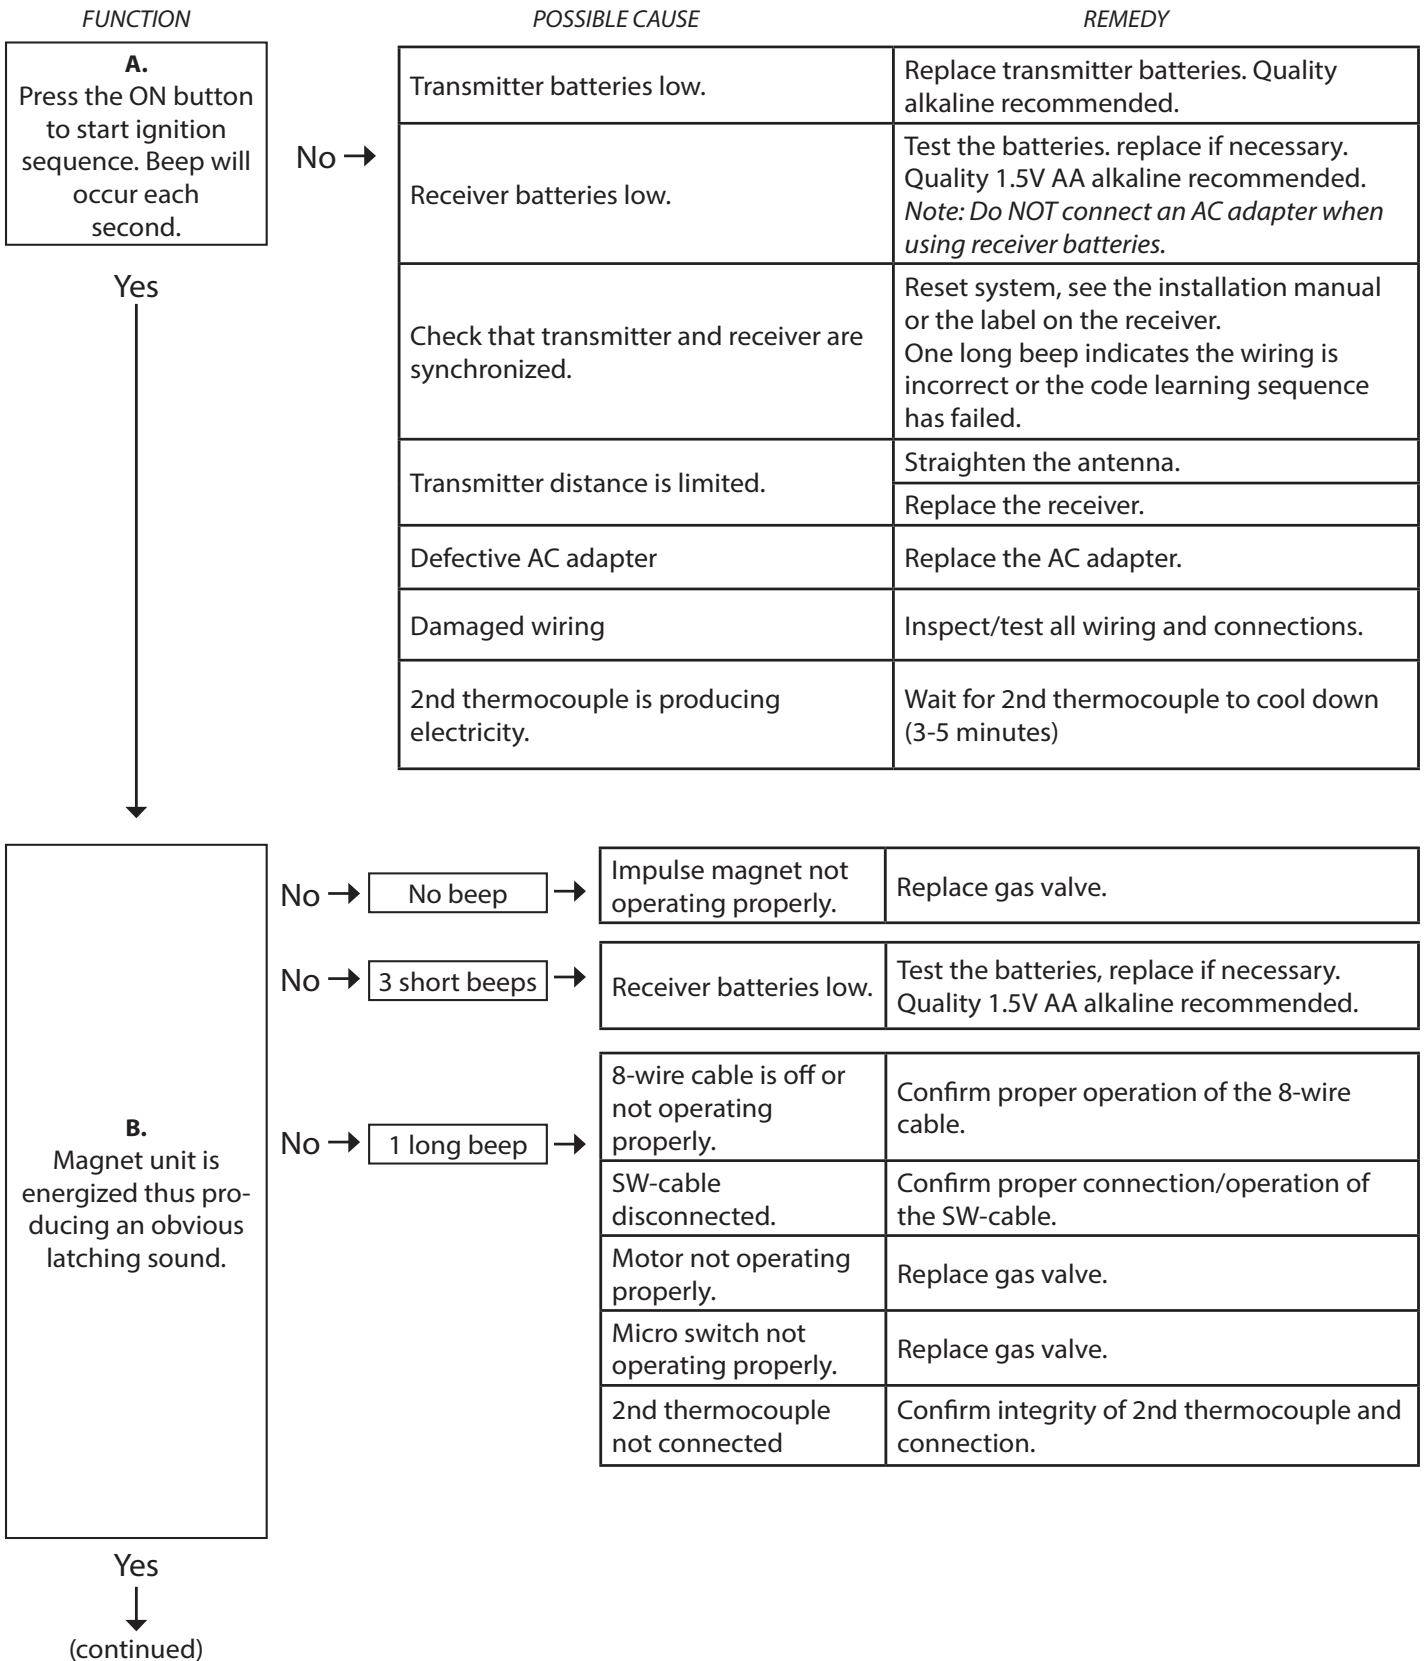 FUNCTION
POSSIBLE CAUSE
REMEDY
A.
Press the ON button
to start ignition
sequence. Beep will
occur each
second.
No
Transmitter batteries low.
Replace transmitter batteries. Quality
alkaline recommended.
Receiver batteries low.
Test the batteries. replace if necessary.
Quality 1.5V AA alkaline recommended.
Note: Do NOT connect an AC adapter when
using receiver batteries.
Check that transmitter and receiver are
synchronized.
Reset system, see the installation manual
or the label on the receiver.
One long beep indicates the wiring is
incorrect or the code learning sequence
has failed.
Transmitter distance is limited.
Straighten the antenna.
Replace the receiver.
Defective AC adapter
Replace the AC adapter.
Damaged wiring
Inspect/test all wiring and connections.
2nd thermocouple is producing
electricity.
Wait for 2nd thermocouple to cool down
(3-5 minutes)
Yes
B.
Magnet unit is
energized thus pro-
ducing an obvious
latching sound.
No
No beep
Impulse magnet not
operating properly.
Replace gas valve.
No
3 short beeps
Receiver batteries low.
Test the batteries, replace if necessary.
Quality 1.5V AA alkaline recommended.
No
1 long beep
8-wire cable is off or
not operating
properly.
Confirm proper operation of the 8-wire
cable.
SW-cable
disconnected.
Confirm proper connection/operation of
the SW-cable.
Motor not operating
properly.
Replace gas valve.
Micro switch not
operating properly.
Replace gas valve.
2nd thermocouple
not connected
Confirm integrity of 2nd thermocouple and
connection.
Yes
(continued)